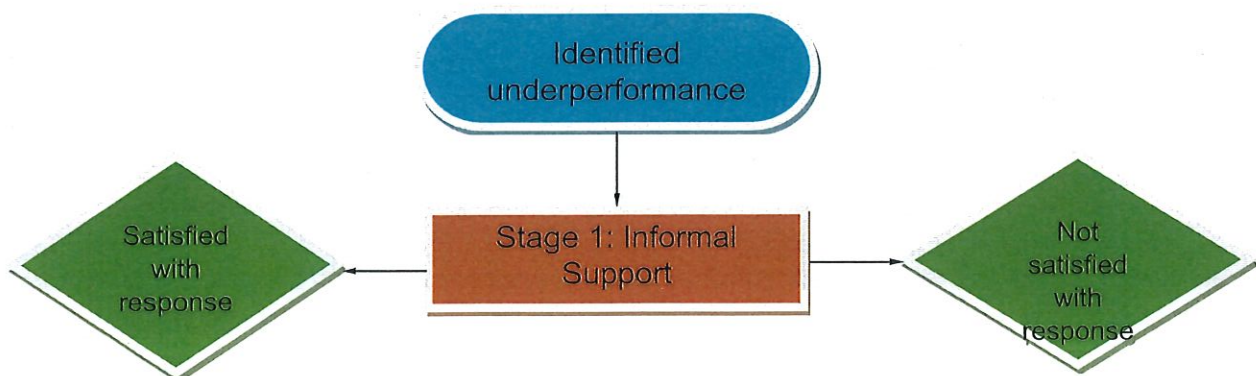 Identified
underperformance
Stage 1: Informal
Support
Satisfied
with
response
Not
satisfied
with
response